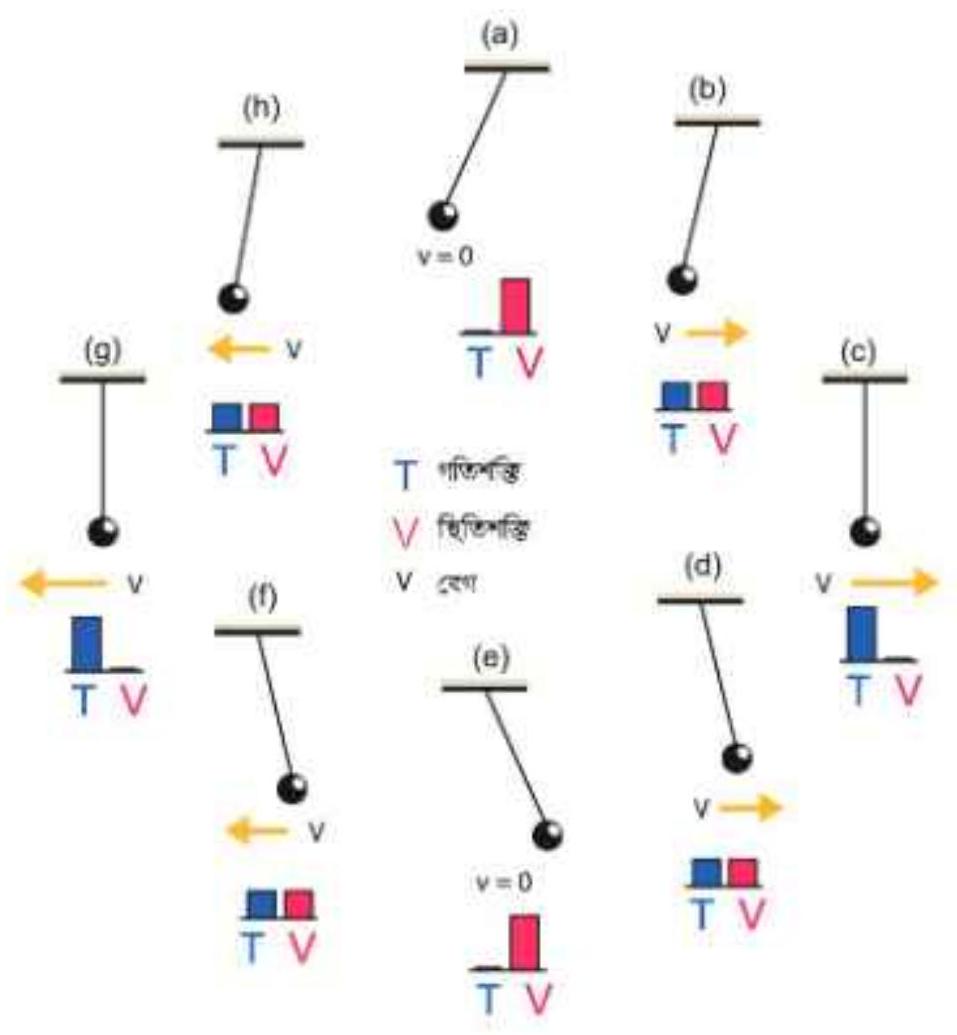 (a)
(h)
(b)
v = 0
v
v
(g)
(c)
T V
T V
T V
T গতিশক্তি
V স্থিতিশক্তি
v বেগ
v
v
(f)
(d)
(e)
T V
T V
v
v
v = 0
T V
T V
T V